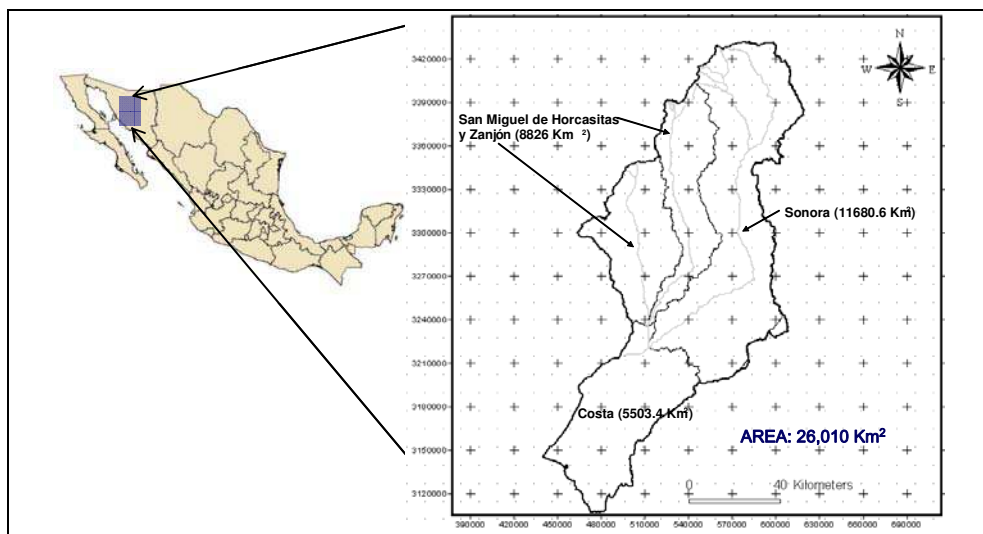 N
W E
S
San Miguel de Horcasitas
y Zanjón (8826 Km ²)
Sonora (11680.6 Km²)
Costa (5503.4 Km²)
AREA: 26,010 Km²
0 40 Kilometers
3420000
3390000
3360000
3330000
3300000
3270000
3240000
3210000
3180000
3150000
3120000
390000 420000 450000 480000 510000 540000 570000 600000 630000 660000 690000